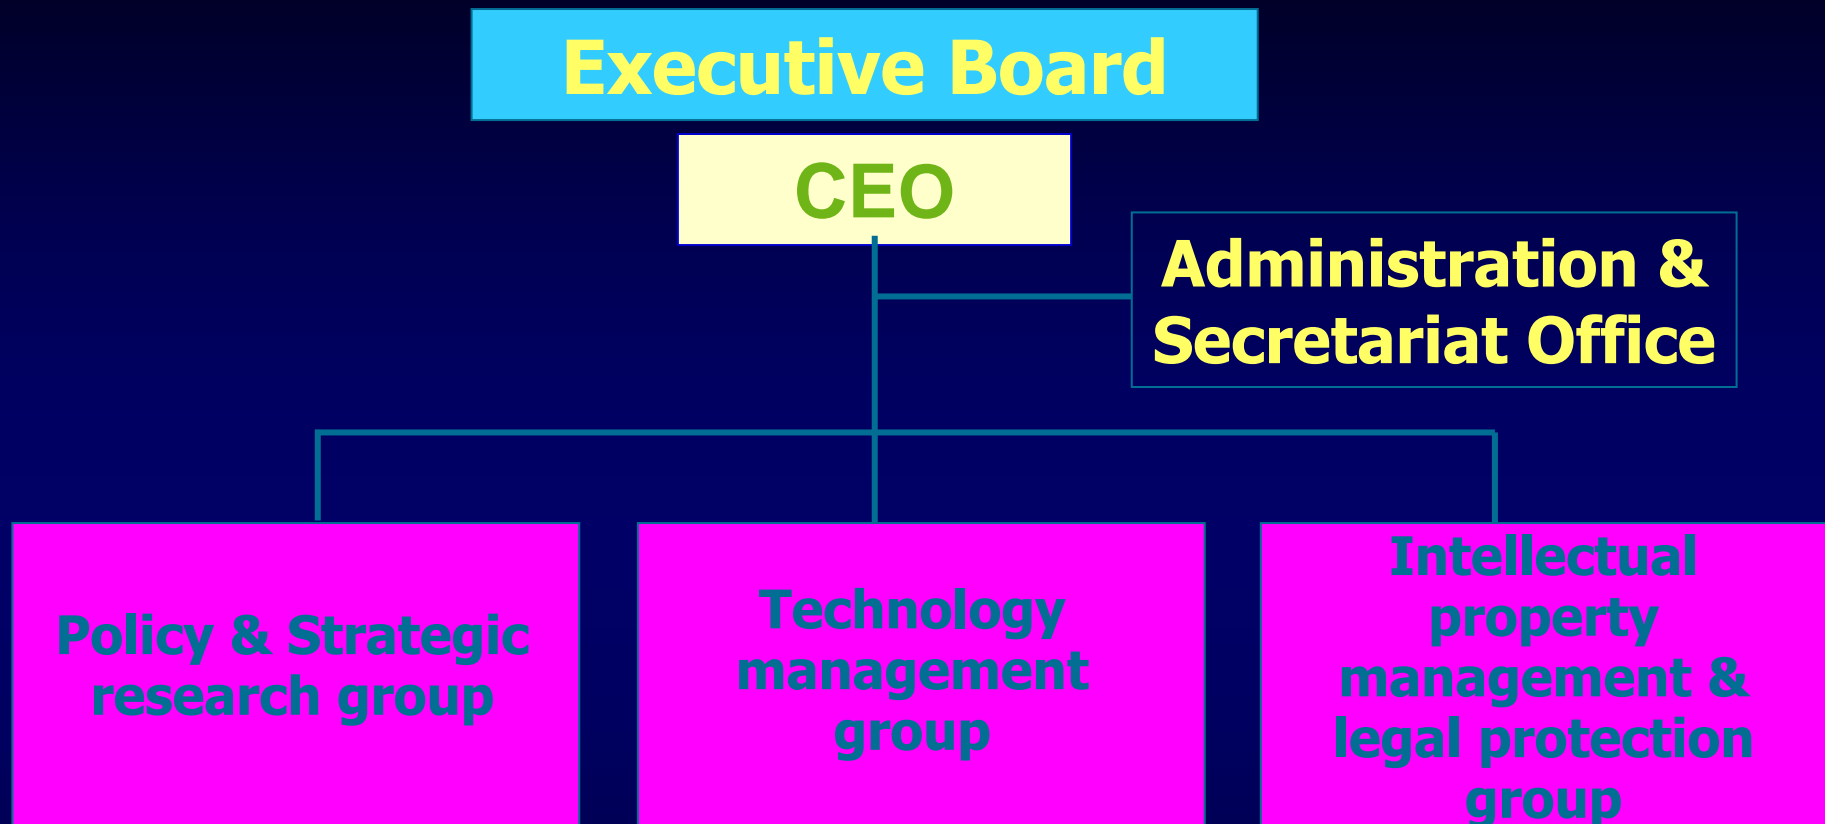 Executive Board
CEO
Administration &
Secretariat Office
Policy & Strategic
research group
Technology
management
group
Intellectual
property
management &
legal protection
group